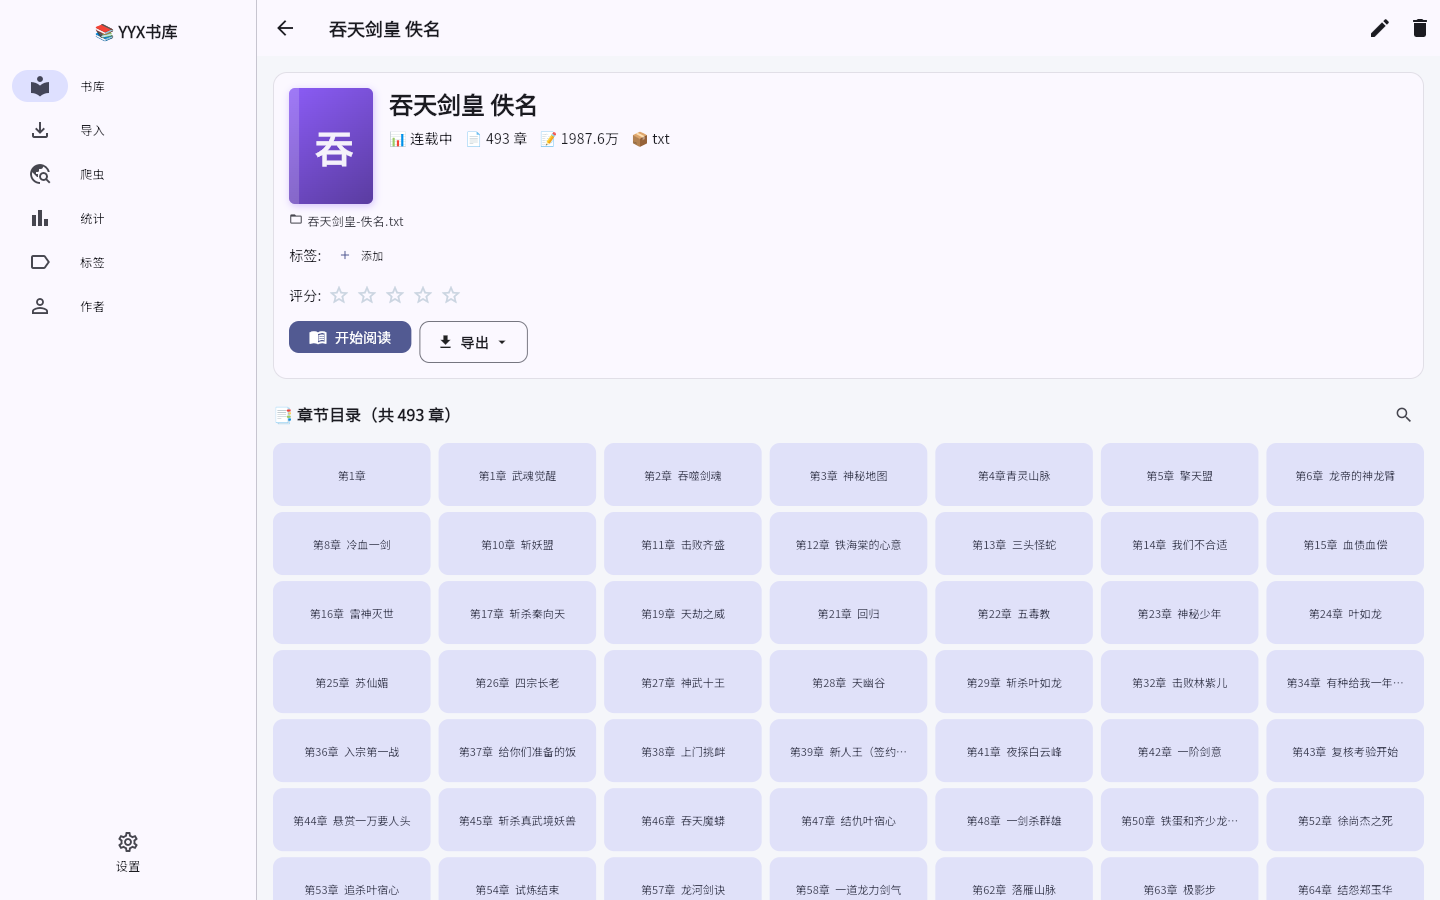 📚 YYX书库
书库
导入
爬虫
统计
标签
作者
设置
吞天剑皇 佚名
吞
吞天剑皇 佚名
📊 连载中 📄 493 章 📝 1987.6万 📦 txt
吞天剑皇-佚名.txt
标签: + 添加
评分:
开始阅读 导出
📑 章节目录（共 493 章）
第1章 第1章 武魂觉醒 第2章 吞噬剑魂 第3章 神秘地图 第4章青灵山脉 第5章 擎天盟 第6章 龙帝的神龙臂
第8章 冷血一剑 第10章 斩妖盟 第11章 击败齐盛 第12章 铁海棠的心意 第13章 三头怪蛇 第14章 我们不合适 第15章 血债血偿
第16章 雷神灭世 第17章 斩杀秦向天 第19章 天劫之威 第21章 回归 第22章 五毒教 第23章 神秘少年 第24章 叶如龙
第25章 苏仙媚 第26章 四宗长老 第27章 神武十王 第28章 天幽谷 第29章 斩杀叶如龙 第32章 击败林紫儿 第34章 有种给我一年…
第36章 入宗第一战 第37章 给你们准备的饭 第38章 上门挑衅 第39章 新人王（签约… 第41章 夜探白云峰 第42章 一阶剑意 第43章 复核考验开始
第44章 悬赏一万要人头 第45章 斩杀真武境妖兽 第46章 吞天魔蟒 第47章 结仇叶宿心 第48章 一剑杀群雄 第50章 铁蛋和齐少龙… 第52章 徐尚杰之死
第53章 追杀叶宿心 第54章 试炼结束 第57章 龙河剑诀 第58章 一道龙力剑气 第62章 落雁山脉 第63章 极影步 第64章 结怨郑玉华